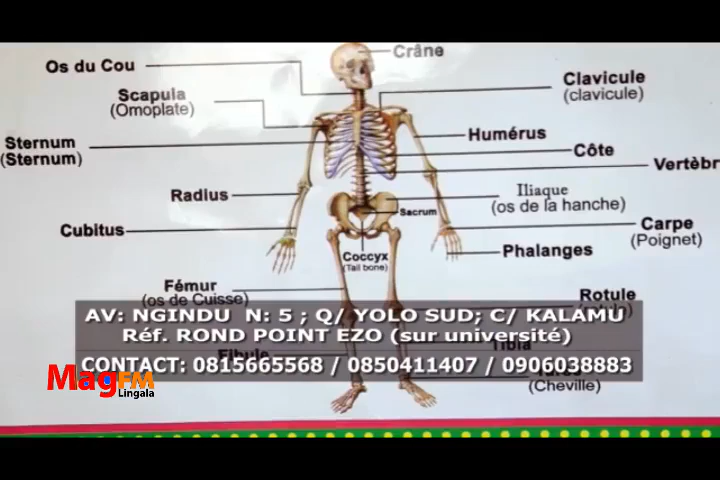 Crâne
Os du Cou
Clavicule
(clavicule)
Scapula
(Omoplate)
Humérus
Sternum
(Sternum)
Côte
Vertèbr
Radius
Iliaque
(os de la hanche)
Sacrum
Cubitus
Carpe
(Poignet)
Phalanges
Coccyx
(Tail bone)
Fémur
(os de Cuisse)
Rotule
AV: NGINDU N: 5 ; Q/ YOLO SUD; C/ KALAMU
Réf. ROND POINT EZO (sur université)
Fibule
Tibia
CONTACT: 0815665568 / 0850411407 / 0906038883
(Cheville)
MagFM
Lingala